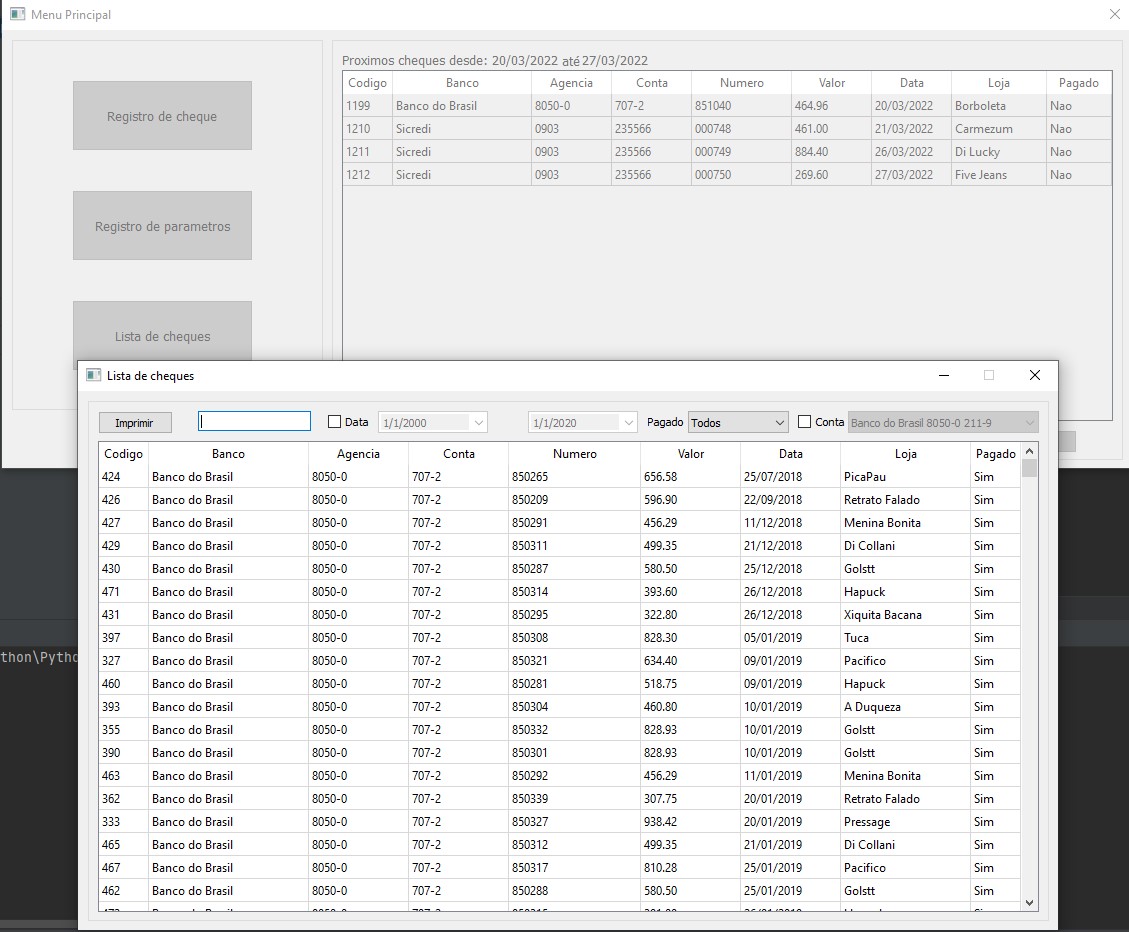 Menu Principal
Registro de cheque
Registro de parametros
Lista de cheques
Proximos cheques desde: 20/03/2022 até 27/03/2022
Codigo Banco Agencia Conta Numero Valor Data Loja Pagado
1199 Banco do Brasil 8050-0 707-2 851040 464.96 20/03/2022 Borboleta Nao
1210 Sicredi 0903 235566 000748 461.00 21/03/2022 Carmezum Nao
1211 Sicredi 0903 235566 000749 884.40 26/03/2022 Di Lucky Nao
1212 Sicredi 0903 235566 000750 269.60 27/03/2022 Five Jeans Nao
Lista de cheques
Imprimir Data 1/1/2000 1/1/2020 Pagado Todos Conta Banco do Brasil 8050-0 211-9
Codigo Banco Agencia Conta Numero Valor Data Loja Pagado
424 Banco do Brasil 8050-0 707-2 850265 656.58 25/07/2018 PicaPau Sim
426 Banco do Brasil 8050-0 707-2 850209 596.90 22/09/2018 Retrato Falado Sim
427 Banco do Brasil 8050-0 707-2 850291 456.29 11/12/2018 Menina Bonita Sim
429 Banco do Brasil 8050-0 707-2 850311 499.35 21/12/2018 Di Collani Sim
430 Banco do Brasil 8050-0 707-2 850287 580.50 25/12/2018 Golstt Sim
471 Banco do Brasil 8050-0 707-2 850314 393.60 26/12/2018 Hapuck Sim
431 Banco do Brasil 8050-0 707-2 850295 322.80 26/12/2018 Xiquita Bacana Sim
397 Banco do Brasil 8050-0 707-2 850308 828.30 05/01/2019 Tuca Sim
327 Banco do Brasil 8050-0 707-2 850321 634.40 09/01/2019 Pacifico Sim
460 Banco do Brasil 8050-0 707-2 850281 518.75 09/01/2019 Hapuck Sim
393 Banco do Brasil 8050-0 707-2 850304 460.80 10/01/2019 A Duqueza Sim
355 Banco do Brasil 8050-0 707-2 850332 828.93 10/01/2019 Golstt Sim
390 Banco do Brasil 8050-0 707-2 850301 828.93 10/01/2019 Golstt Sim
463 Banco do Brasil 8050-0 707-2 850292 456.29 11/01/2019 Menina Bonita Sim
362 Banco do Brasil 8050-0 707-2 850339 307.75 20/01/2019 Retrato Falado Sim
333 Banco do Brasil 8050-0 707-2 850327 938.42 20/01/2019 Pressage Sim
465 Banco do Brasil 8050-0 707-2 850312 499.35 21/01/2019 Di Collani Sim
467 Banco do Brasil 8050-0 707-2 850317 810.28 25/01/2019 Pacifico Sim
462 Banco do Brasil 8050-0 707-2 850288 580.50 25/01/2019 Golstt Sim
thon\Pytho